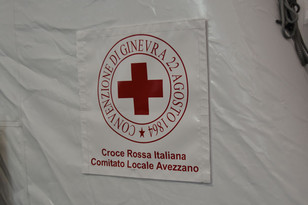 CONVENZIONE DI GINEVRA 22 AGOSTO 1864
Croce Rossa Italiana
Comitato Locale Avezzano